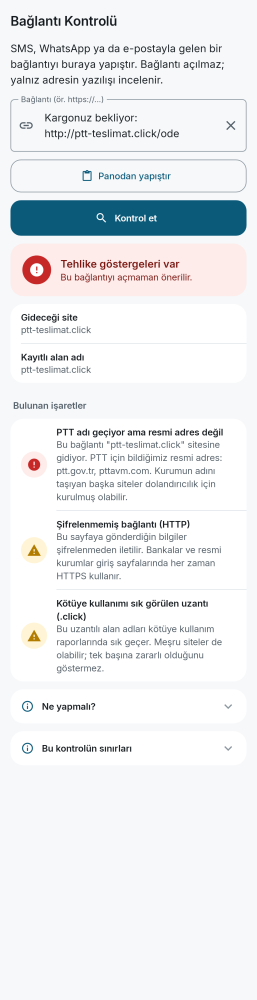 Bağlantı Kontrolü
SMS, WhatsApp ya da e-postayla gelen bir
bağlantıyı buraya yapıştır. Bağlantı açılmaz;
yalnız adresin yazılışı incelenir.
Bağlantı (ör. https://...)
Kargonuz bekliyor:
http://ptt-teslimat.click/ode
Panodan yapıştır
Kontrol et
Tehlike göstergeleri var
Bu bağlantıyı açmaman önerilir.
Gideceği site
ptt-teslimat.click
Kayıtlı alan adı
ptt-teslimat.click
Bulunan işaretler
PTT adı geçiyor ama resmi adres değil
Bu bağlantı "ptt-teslimat.click" sitesine
gidiyor. PTT için bildiğimiz resmi adres:
ptt.gov.tr, pttavm.com. Kurumun adını
taşıyan başka siteler dolandırıcılık için
kurulmuş olabilir.
Şifrelenmemiş bağlantı (HTTP)
Bu sayfaya gönderdiğin bilgiler
şifrelenmeden iletilir. Bankalar ve resmi
kurumlar giriş sayfalarında her zaman
HTTPS kullanır.
Kötüye kullanımı sık görülen uzantı
(.click)
Bu uzantılı alan adları kötüye kullanım
raporlarında sık geçer. Meşru siteler de
olabilir; tek başına zararlı olduğunu
göstermez.
Ne yapmalı?
Bu kontrolün sınırları